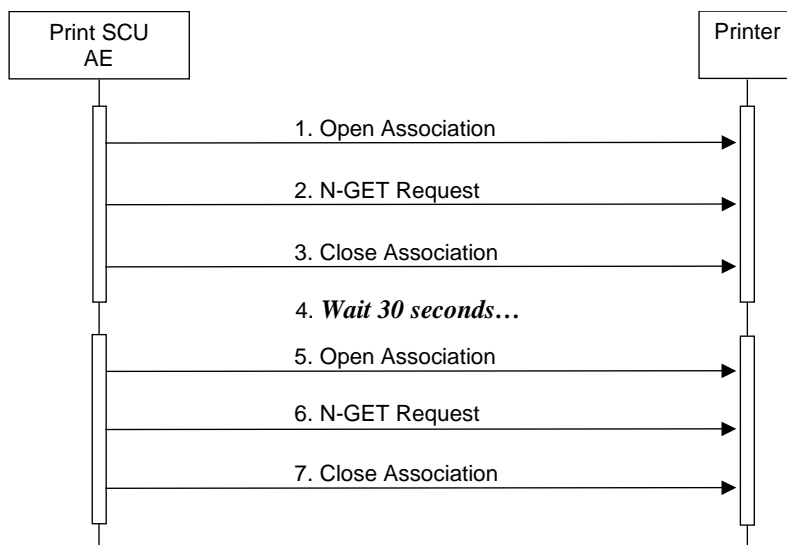 Print SCU
AE
Printer
1. Open Association
2. N-GET Request
3. Close Association
4. Wait 30 seconds…
5. Open Association
6. N-GET Request
7. Close Association